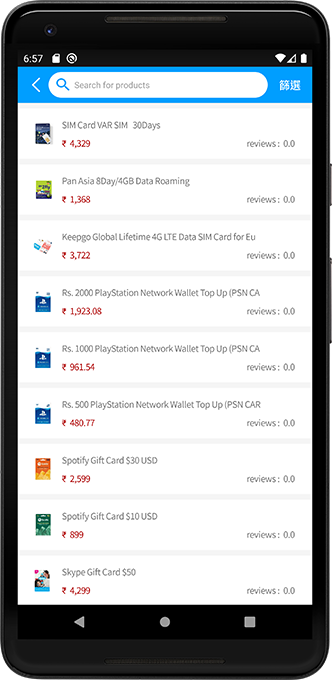 6:57
Search for products
篩選
SIM Card VAR SIM 30Days
₹ 4,329
reviews : 0.0
Pan Asia 8Day/4GB Data Roaming
₹ 1,368
reviews : 0.0
Keepgo Global Lifetime 4G LTE Data SIM Card for Eu
₹ 3,722
reviews : 0.0
Rs. 2000 PlayStation Network Wallet Top Up (PSN CA
₹ 1,923.08
reviews : 0.0
Rs. 1000 PlayStation Network Wallet Top Up (PSN CA
₹ 961.54
reviews : 0.0
Rs. 500 PlayStation Network Wallet Top Up (PSN CAR
₹ 480.77
reviews : 0.0
Spotify Gift Card $30 USD
₹ 2,599
reviews : 0.0
Spotify Gift Card $10 USD
₹ 899
reviews : 0.0
Skype Gift Card $50
₹ 4,299
reviews : 0.0